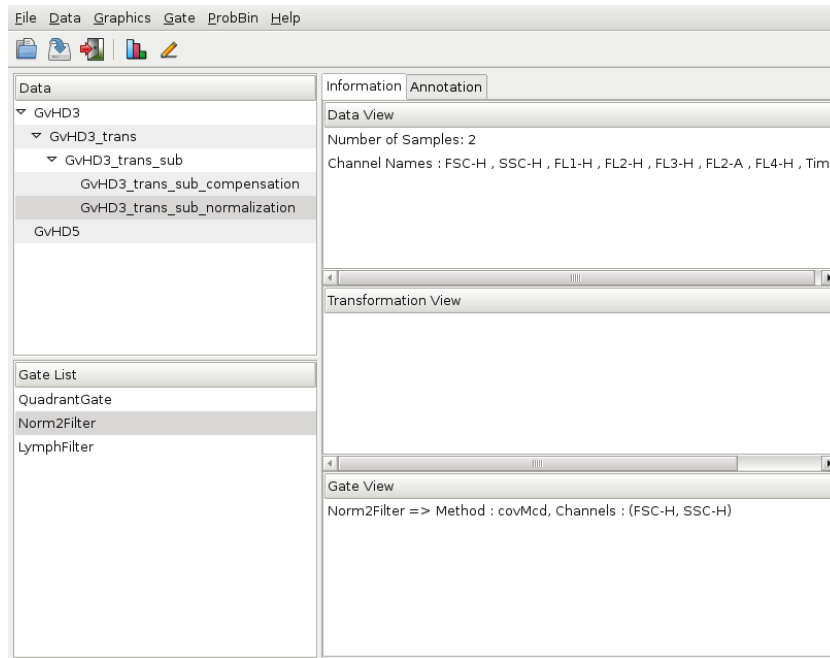 File Data Graphics Gate ProbBin Help
Data
GvHD3
GvHD3_trans
GvHD3_trans_sub
GvHD3_trans_sub_compensation
GvHD3_trans_sub_normalization
GvHD5
Gate List
QuadrantGate
Norm2Filter
LymphFilter
Information Annotation
Data View
Number of Samples: 2
Channel Names : FSC-H , SSC-H , FL1-H , FL2-H , FL3-H , FL2-A , FL4-H , Tim
Transformation View
Gate View
Norm2Filter => Method : covMcd, Channels : (FSC-H, SSC-H)